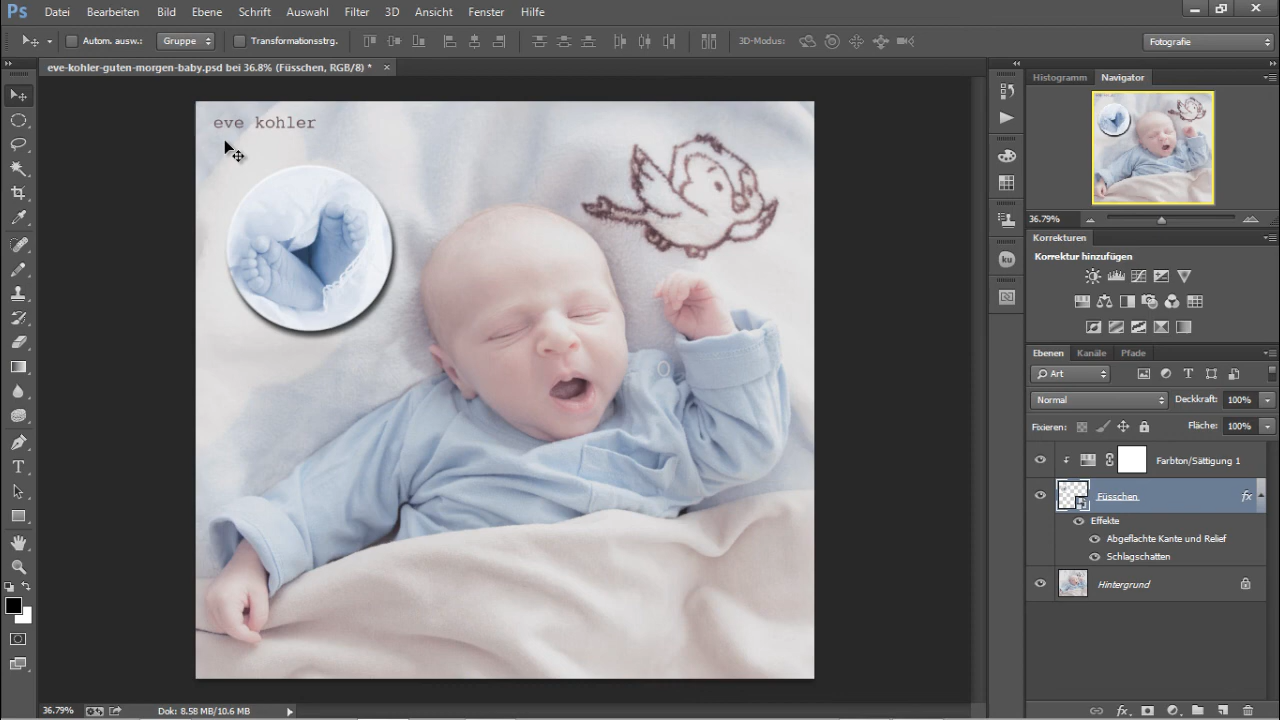 Ps Datei Bearbeiten Bild Ebene Schrift Auswahl Filter 3D Ansicht Fenster Hilfe
Autom. ausw.: Gruppe Transformationsstrg. 3D-Modus: Fotografie
eve-kohler-guten-morgen-baby.psd bei 36.8% (Füsschen, RGB/8) *
Histogramm Navigator
eve kohler
36.79%
Korrekturen
Korrektur hinzufügen
ku
Ebenen Kanäle Pfade
Art
Normal Deckkraft: 100%
Fixieren: Fläche: 100%
Farbton/Sättigung 1
Füsschen fx
Effekte
Abgeflachte Kante und Relief
Schlagschatten
Hintergrund
T
36.79% Dok: 8.58 MB/10.6 MB
fx